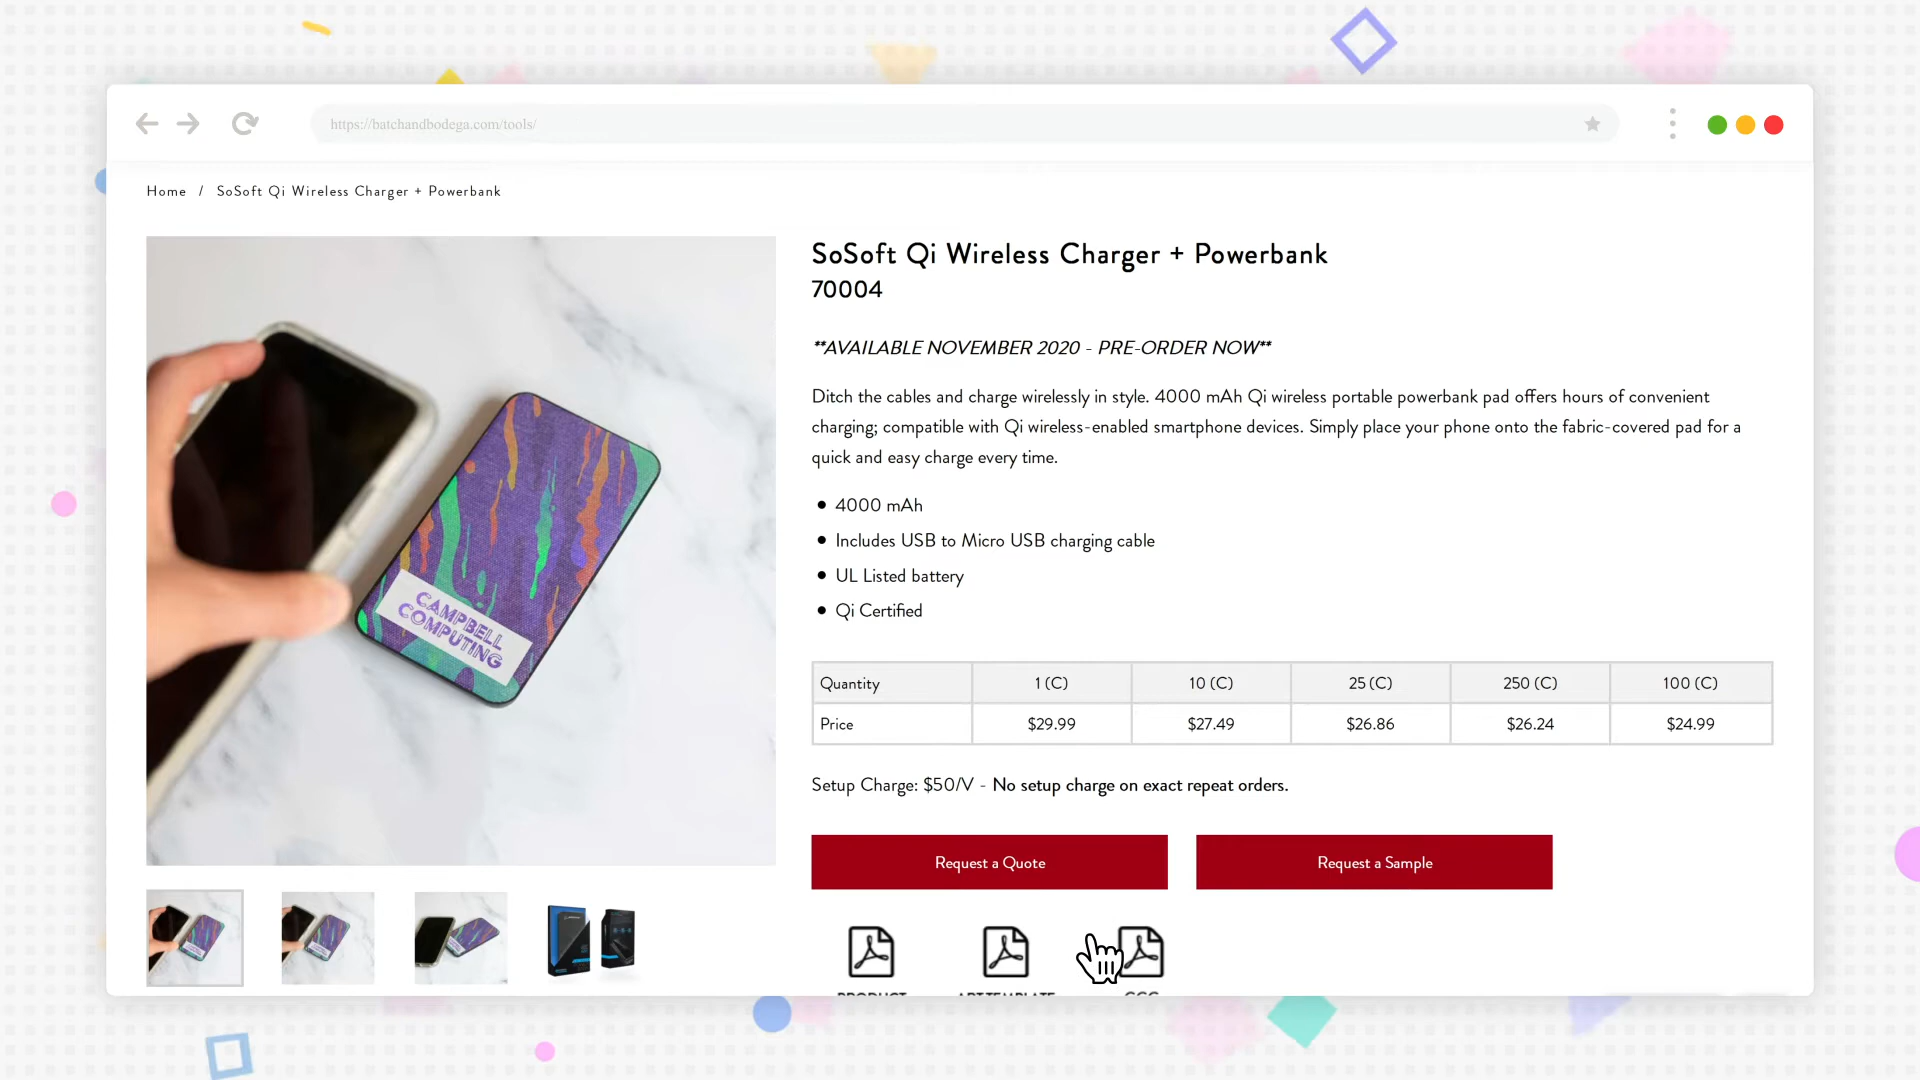 https://batchandbodega.com/tools/
Home / SoSoft Qi Wireless Charger + Powerbank
SoSoft Qi Wireless Charger + Powerbank
70004
**AVAILABLE NOVEMBER 2020 - PRE-ORDER NOW**
Ditch the cables and charge wirelessly in style. 4000 mAh Qi wireless portable powerbank pad offers hours of convenient
charging; compatible with Qi wireless-enabled smartphone devices. Simply place your phone onto the fabric-covered pad for a
quick and easy charge every time.
4000 mAh
Includes USB to Micro USB charging cable
UL Listed battery
Qi Certified
CAMPBELL
COMPUTING
Quantity 1 (C) 10 (C) 25 (C) 250 (C) 100 (C)
Price $29.99 $27.49 $26.86 $26.24 $24.99
Setup Charge: $50/V - No setup charge on exact repeat orders.
Request a Quote Request a Sample
PRODUCT ART TEMPLATE